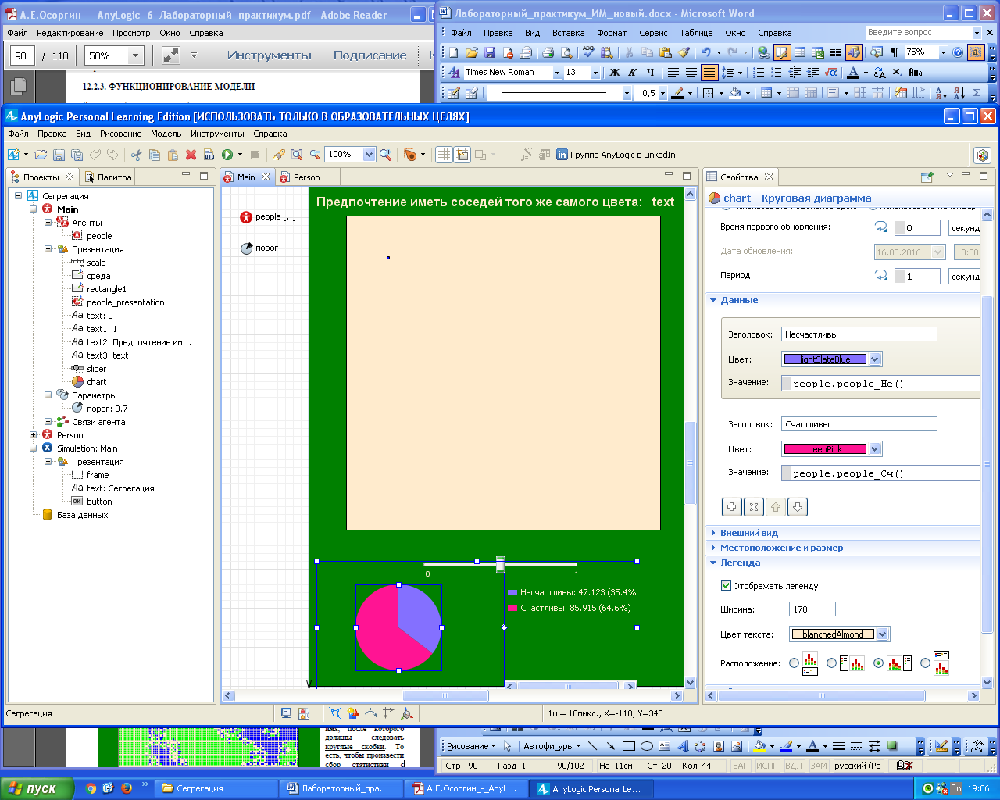 А.Е.Осоргин_-_AnyLogic_6_Лабораторный_практикум.pdf - Adobe Reader
Файл Редактирование Просмотр Окно Справка
90 / 110 50% Инструменты Подписание
12.2.3. ФУНКЦИОНИРОВАНИЕ МОДЕЛИ
Лабораторный_практикум_ИМ_новый.docx - Microsoft Word
Файл Правка Вид Вставка Формат Сервис Таблица Окно Справка Введите вопрос
75%
Times New Roman 13 Ж К Ч
0,5
AnyLogic Personal Learning Edition [ИСПОЛЬЗОВАТЬ ТОЛЬКО В ОБРАЗОВАТЕЛЬНЫХ ЦЕЛЯХ]
Файл Правка Вид Рисование Модель Инструменты Справка
100% Группа AnyLogic в LinkedIn
Проекты Палитра
Сегрегация
Main
Агенты
people
Презентация
scale
среда
rectangle1
people_presentation
text: 0
text1: 1
text2: Предпочтение им...
text3: text
slider
chart
Параметры
порог: 0.7
Связи агента
Person
Simulation: Main
Презентация
frame
text: Сегрегация
button
База данных
Main Person
people [..]
порог
Предпочтение иметь соседей того же самого цвета: text
0 1
Несчастливы: 47.123 (35.4%
Счастливы: 85.915 (64.6%)
Свойства
chart - Круговая диаграмма
Время первого обновления: 0 секунд
Дата обновления: 16.08.2016 8:00:
Период: 1 секунд
Данные
Заголовок: Несчастливы
Цвет: lightSlateBlue
Значение: people.people_Не()
Заголовок: Счастливы
Цвет: deepPink
Значение: people.people_Сч()
Внешний вид
Местоположение и размер
Легенда
Отображать легенду
Ширина: 170
Цвет текста: blanchedAlmond
Расположение:
Сегрегация
1м = 10пикс., X=-110, Y=348
имя, после которого
должны следовать
круглые скобки. То
есть, чтобы произвести
сбор статистики с
Рисование Автофигуры
Стр. 90 Разд 1 90/102 На 11см Ст 20 Кол 44 ЗАП ИСПР ВДЛ ЗАМ русский (Ро
пуск Сегрегация Лабораторный_пра... А.Е.Осоргин_-_AnyL... AnyLogic Personal Le... En 19:06